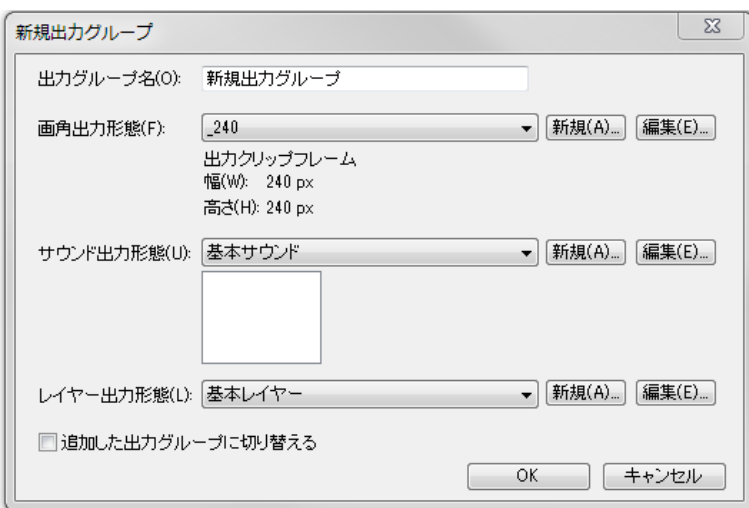 新規出力グループ
出力グループ名(O): 新規出力グループ
画角出力形態(F): _240 新規(A)... 編集(E)...
出力クリップフレーム
幅(W): 240 px
高さ(H): 240 px
サウンド出力形態(U): 基本サウンド 新規(A)... 編集(E)...
レイヤー出力形態(L): 基本レイヤー 新規(A)... 編集(E)...
追加した出力グループに切り替える
OK キャンセル